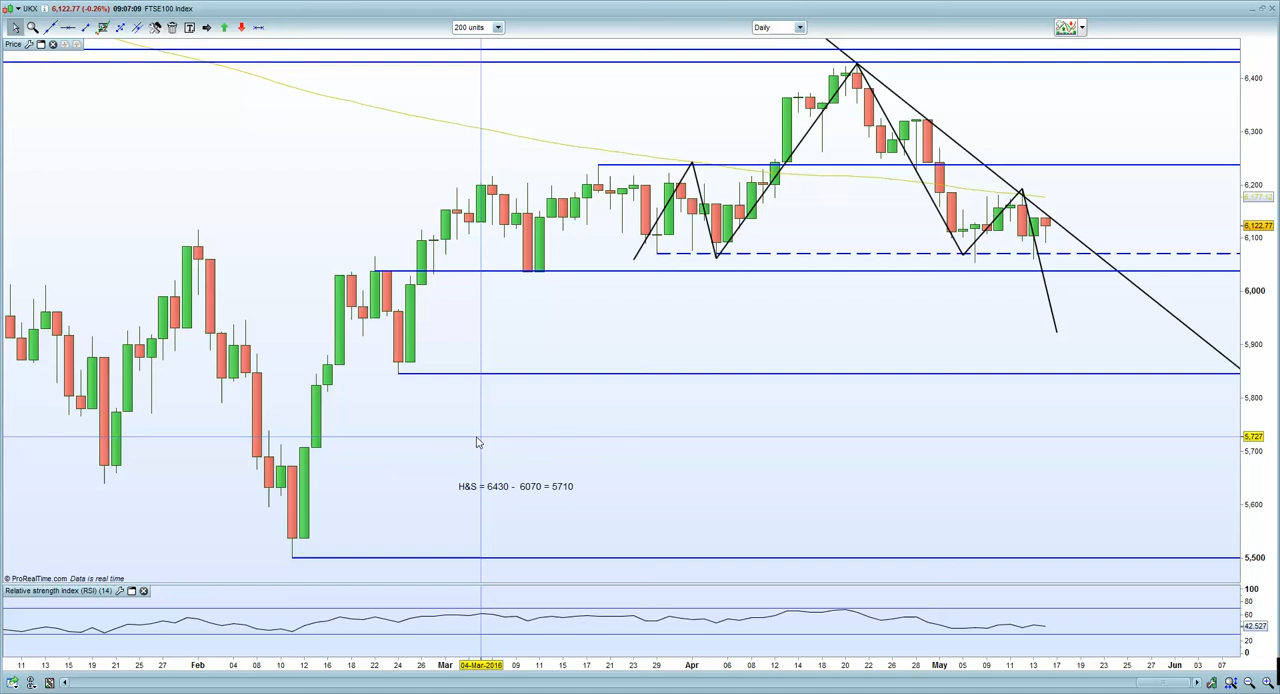 UKX 6,122.77 (-0.26%) 09:07:09 FTSE100 Index
200 units
Daily
Price
6,400
6,300
6,200
6,177.12
6,122.77
6,100
6,000
5,900
5,800
5,727
5,700
H&S = 6430 - 6070 = 5710
5,600
5,500
© ProRealTime.com Data is real time
Relative strength index (RSI) (14)
100
80
42.527
20
0
11 13 15 19 21 25 27 Feb 04 08 10 12 16 18 22 24 26 Mar 04-Mar-2016 09 11 15 17 21 23 29 Apr 06 08 12 14 18 20 22 26 28 May 05 09 11 13 17 19 23 25 27 Jun 03 07